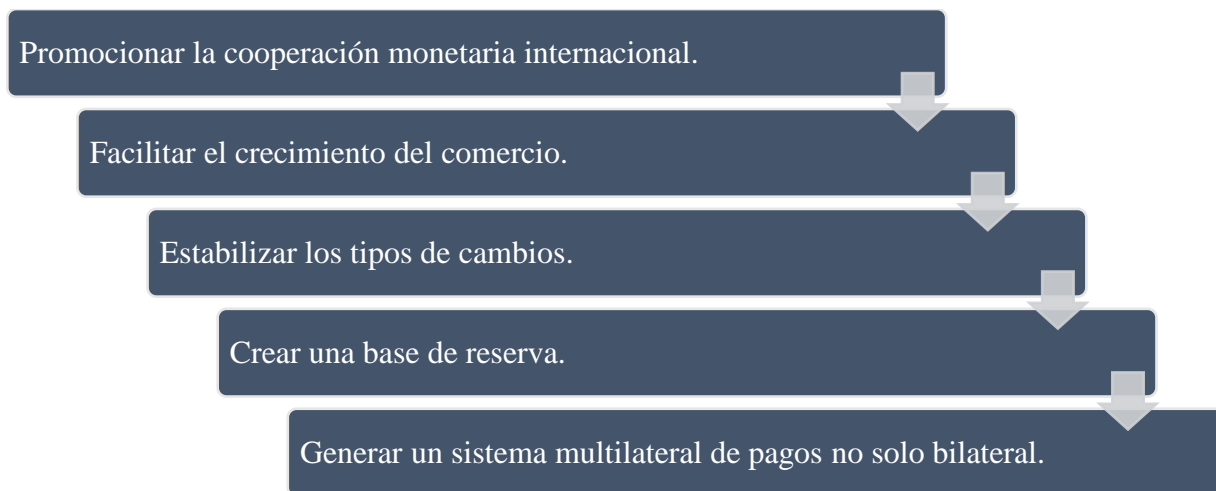 Promocionar la cooperación monetaria internacional.
Facilitar el crecimiento del comercio.
Estabilizar los tipos de cambios.
Crear una base de reserva.
Generar un sistema multilateral de pagos no solo bilateral.